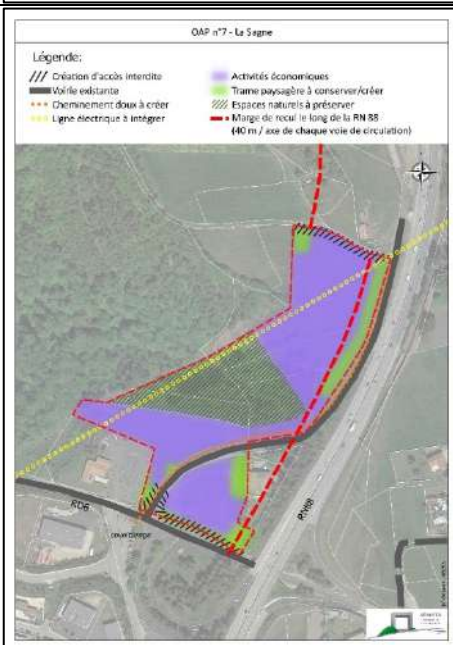 OAP n°7 - La Sagne
Légende:
Création d'accès interdite
Voirie existante
Cheminement doux à créer
Ligne électrique à intégrer
Activités économiques
Trame paysagère à conserver/créer
Espaces naturels à préserver
Marge de recul le long de la RN 88
(40 m / axe de chaque voie de circulation)
RN88
RD6